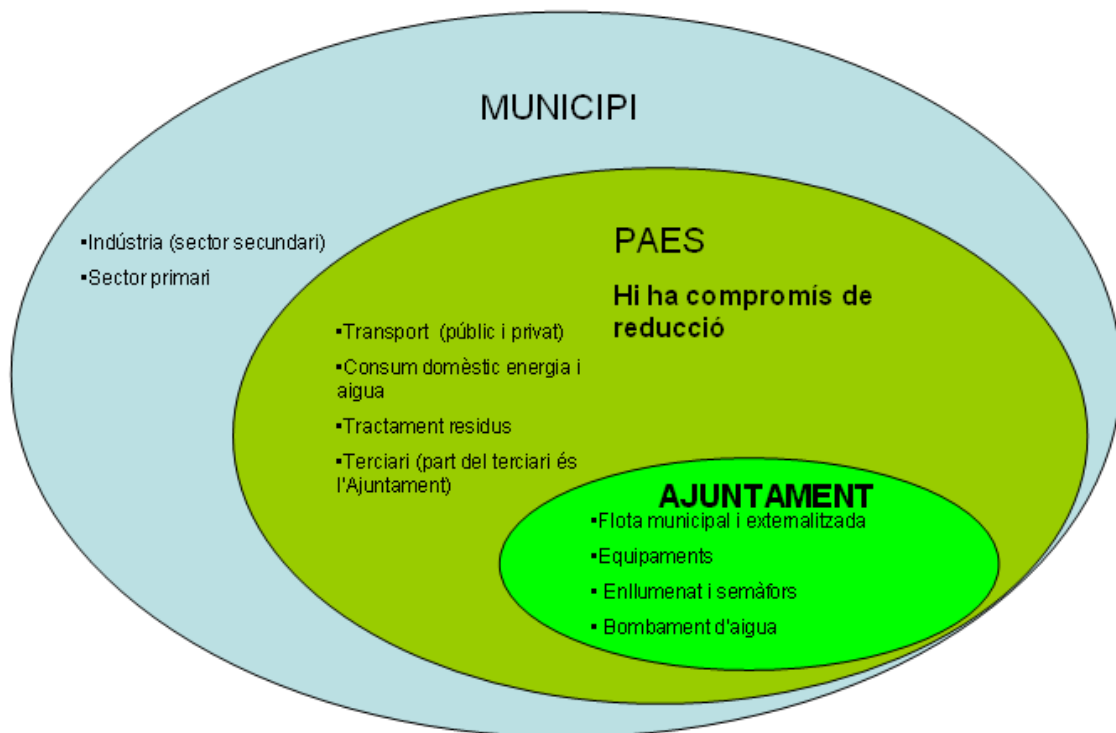 MUNICIPI
▪Indústria (sector secundari)
▪Sector primari
PAES
Hi ha compromís de
reducció
▪Transport (públic i privat)
▪Consum domèstic energia i
aigua
▪Tractament residus
▪Terciari (part del terciari és
l'Ajuntament)
AJUNTAMENT
▪Flota municipal i externalitzada
▪Equipaments
▪ Enllumenat i semàfors
▪ Bombament d'aigua